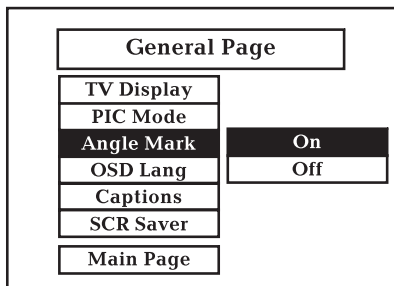 General Page
TV Display
PIC Mode
Angle Mark
On
OSD Lang
Off
Captions
SCR Saver
Main Page